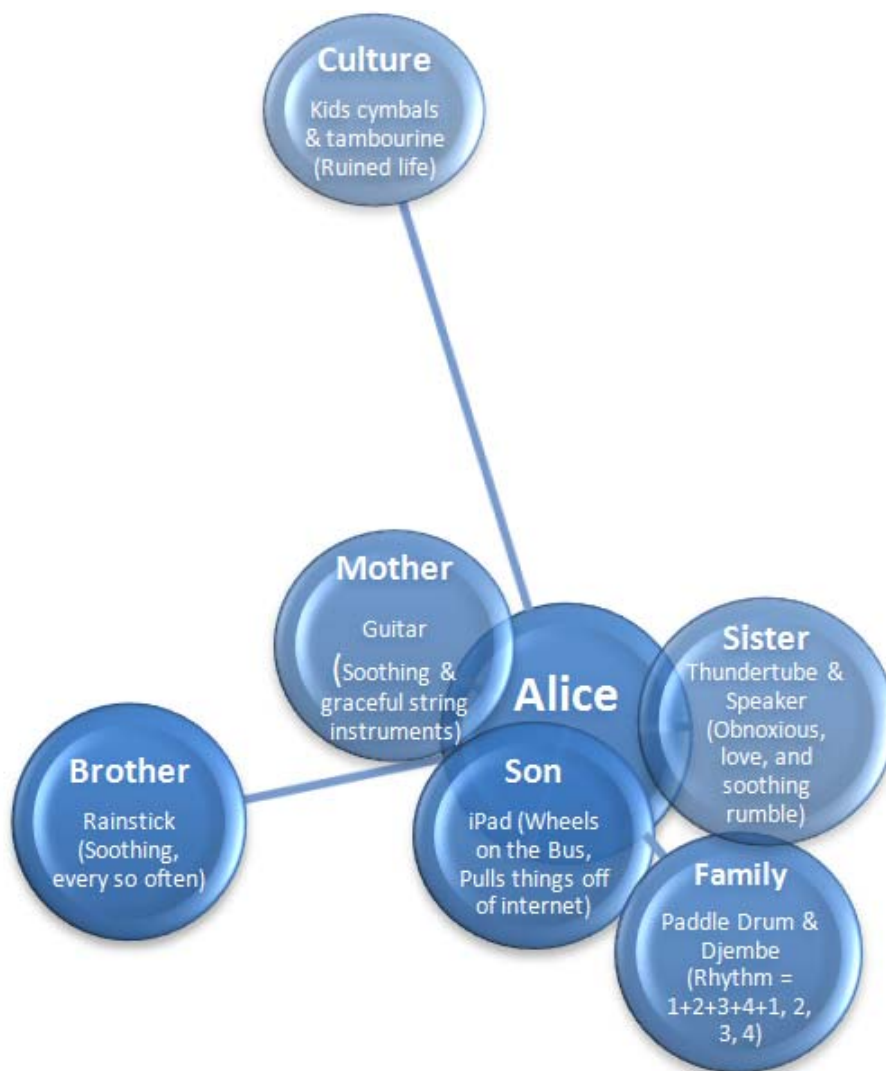 Culture
Kids cymbals
& tambourine
(Ruined life)
Mother
Guitar
(Soothing &
graceful string
instruments)
Alice
Sister
Thundertube &
Speaker
(Obnoxious,
love, and
soothing
rumble)
Brother
Rainstick
(Soothing,
every so often)
Son
iPad (Wheels
on the Bus,
Pulls things off
of internet)
Family
Paddle Drum &
Djembe
(Rhythm =
1+2+3+4+1, 2,
3, 4)